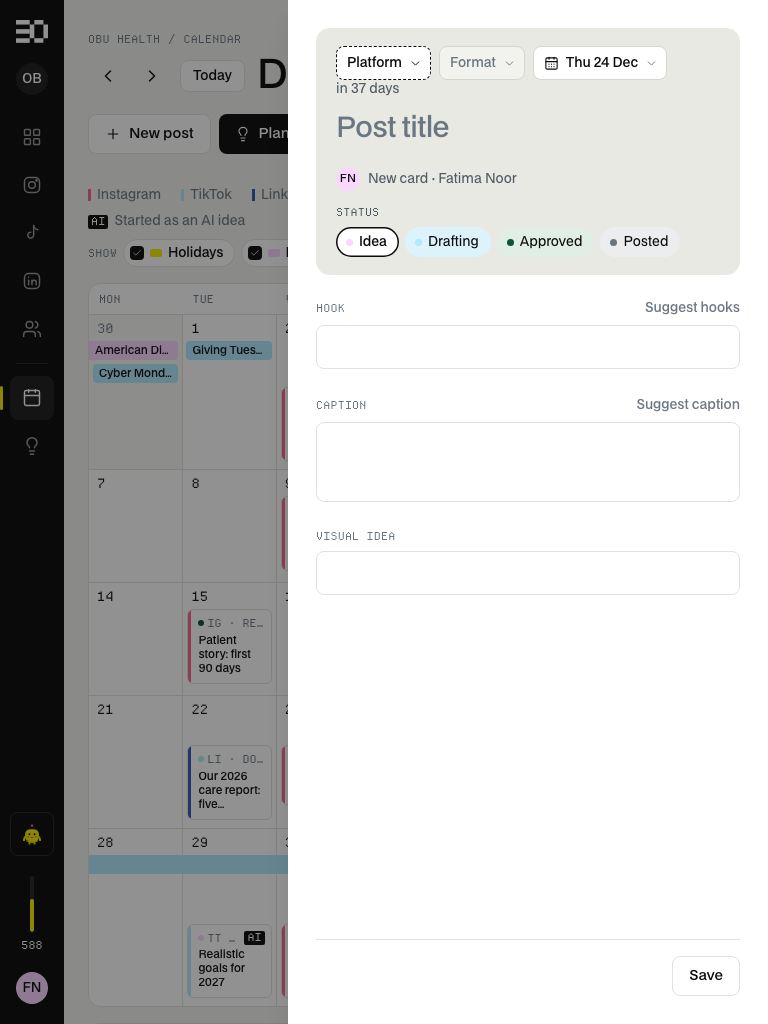 OBU HEALTH / CALENDAR
OB
Today
D
New post
Plan
Instagram
TikTok
Link
AI Started as an AI idea
SHOW
Holidays
MON
TUE
30
American Di…
Cyber Mond…
1
Giving Tues…
7
8
14
15
IG · RE…
Patient
story: first
90 days
21
22
LI · DO…
Our 2026
care report:
five…
28
29
TT … AI
Realistic
goals for
2027
588
FN
Platform
Format
Thu 24 Dec
in 37 days
Post title
FN New card · Fatima Noor
STATUS
Idea
Drafting
Approved
Posted
HOOK
Suggest hooks
CAPTION
Suggest caption
VISUAL IDEA
Save